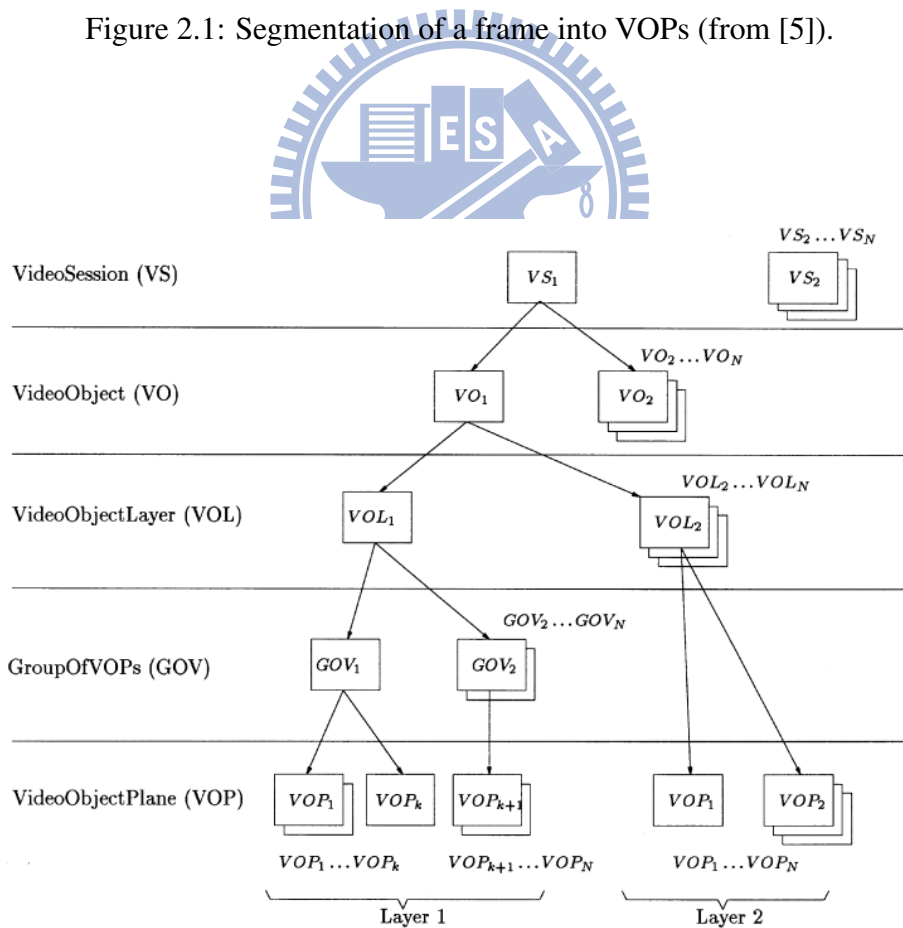 Figure 2.1: Segmentation of a frame into VOPs (from [5]).
E S A
VS₂...VS_N
VideoSession (VS) VS₁ VS₂
VO₂...VO_N
VideoObject (VO) VO₁ VO₂
VOL₂...VOL_N
VideoObjectLayer (VOL) VOL₁ VOL₂
GOV₂...GOV_N
GroupOfVOPs (GOV) GOV₁ GOV₂
VideoObjectPlane (VOP) VOP₁ VOP_k VOP_{k+1} VOP₁ VOP₂
VOP₁...VOP_k VOP_{k+1}...VOP_N VOP₁...VOP_N
Layer 1 Layer 2